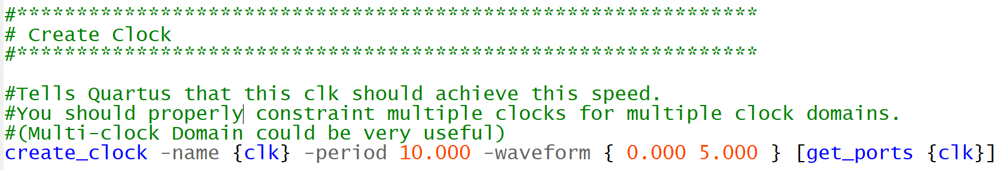 #**************************************************************
# Create Clock
#**************************************************************
#Tells Quartus that this clk should achieve this speed.
#You should properly constraint multiple clocks for multiple clock domains.
#(Multi-clock Domain could be very useful)
create_clock -name {clk} -period 10.000 -waveform { 0.000 5.000 } [get_ports {clk}]